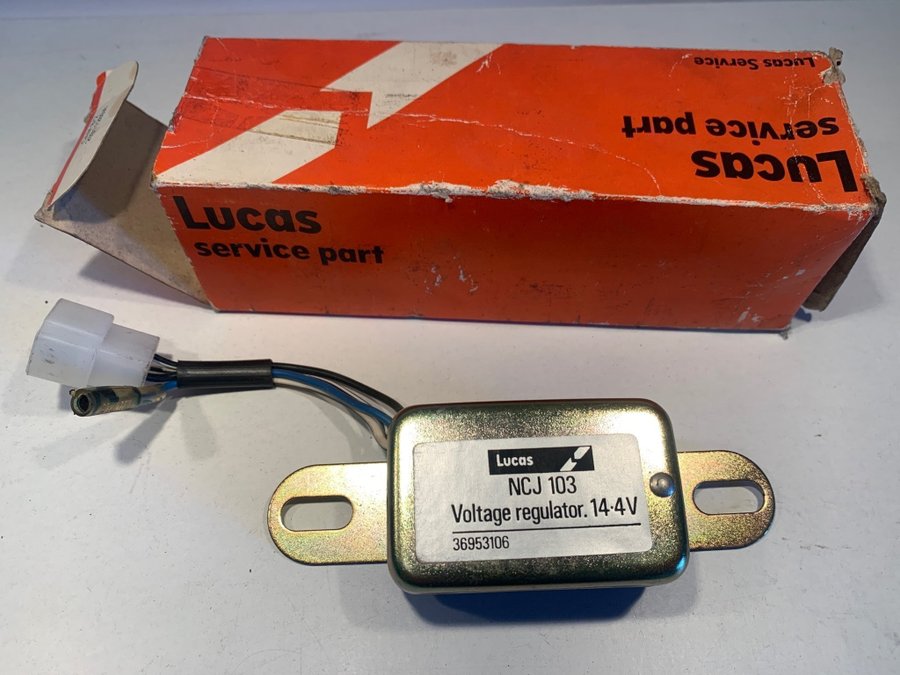 Lucas Service
Lucas
service part
Lucas
service part
Lucas
NCJ 103
Voltage regulator. 14·4V
36953106